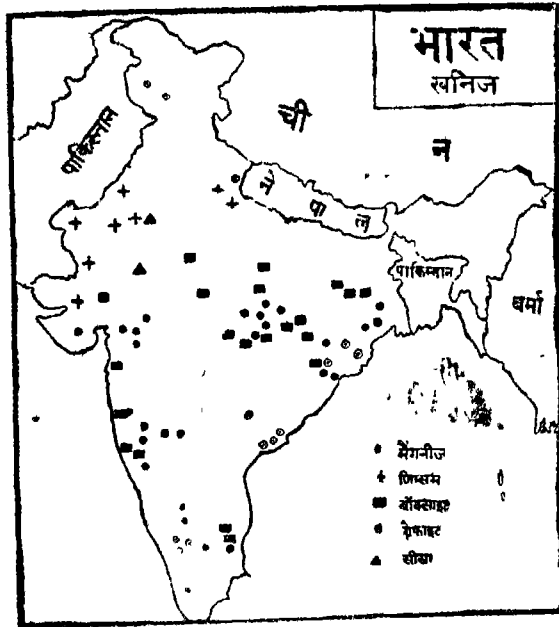 भारत
खनिज
पाकिस्तान
ची
न
ने
पा
ल
पाकिस्तान
बर्मा
मैंगनीज
जिप्सम
बॉक्साइट
ग्रेफाइट
सीसा